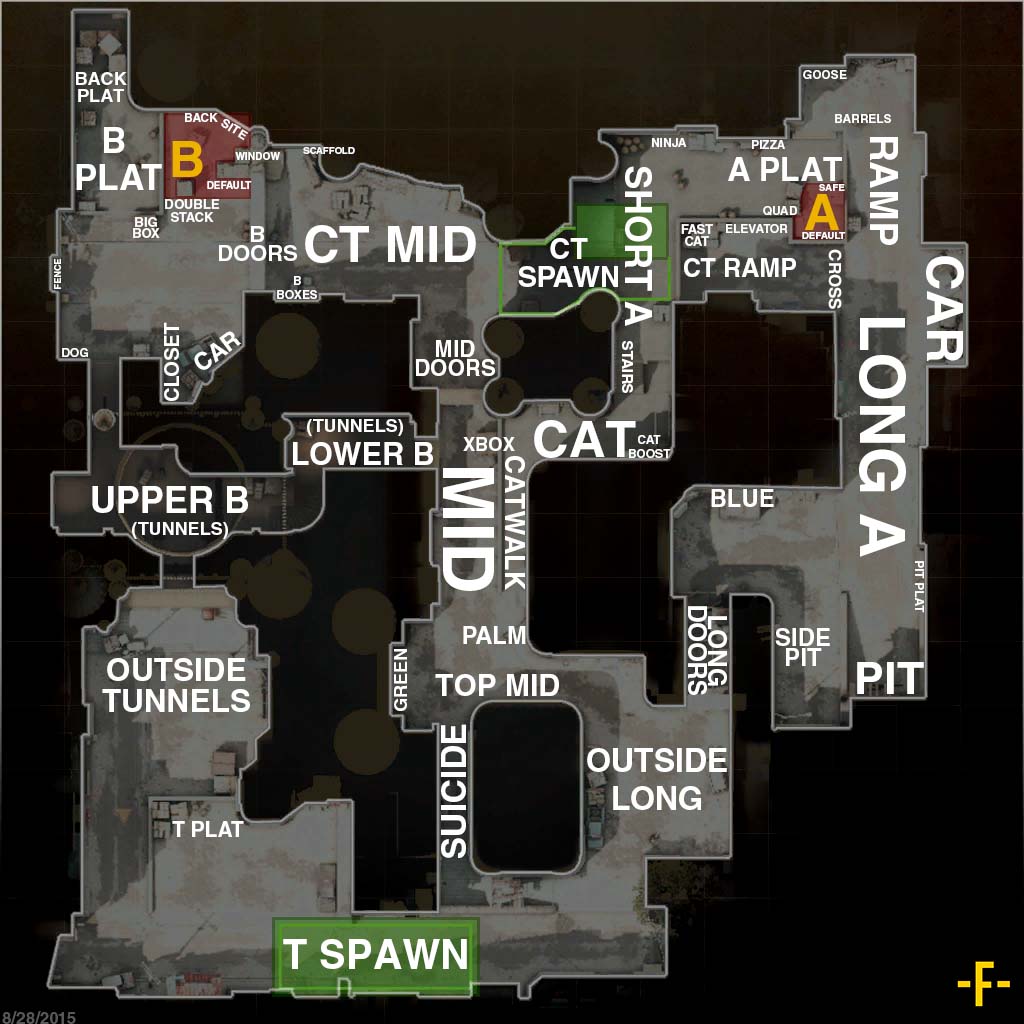 BACK
PLAT
B
PLAT
BACK SITE
B
WINDOW
DEFAULT
DOUBLE
STACK
BIG
BOX
SCAFFOLD
B
DOORS
CT MID
B
BOXES
FENCE
DOG
CLOSET
CAR
MID
DOORS
CT
SPAWN
SHORT A
STAIRS
NINJA
PIZZA
A PLAT
SAFE
QUAD
A
DEFAULT
FAST
CAT
ELEVATOR
CT RAMP
CROSS
GOOSE
BARRELS
RAMP
CAR
LONG A
(TUNNELS)
LOWER B
XBOX
CAT
CAT
BOOST
UPPER B
(TUNNELS)
MID
CATWALK
BLUE
PIT PLAT
PALM
LONG
DOORS
SIDE
PIT
PIT
OUTSIDE
TUNNELS
GREEN
TOP MID
SUICIDE
OUTSIDE
LONG
T PLAT
T SPAWN
-F-
8/28/2015